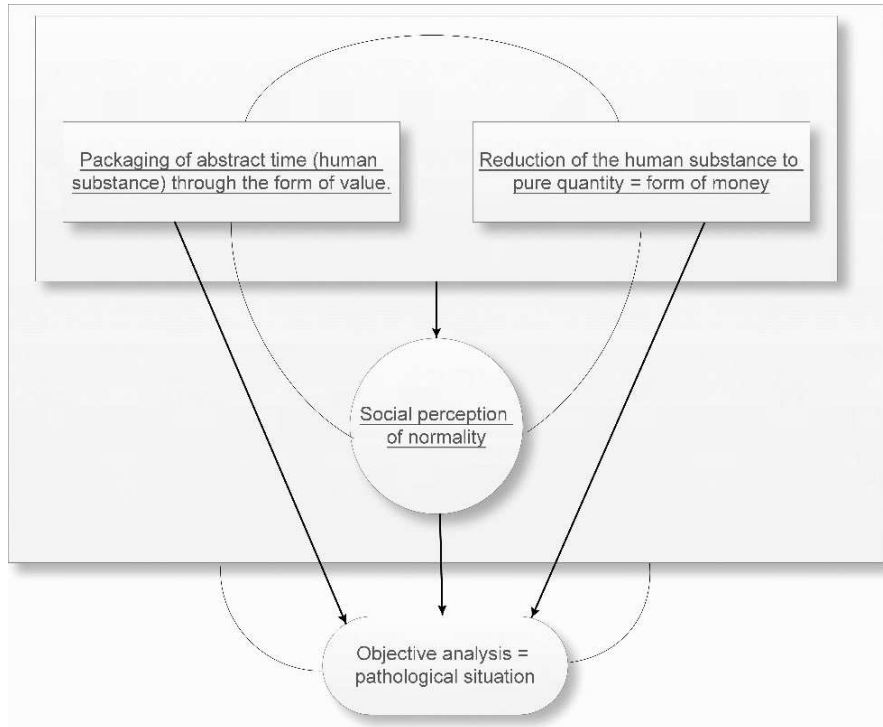 Packaging of abstract time (human
substance) through the form of value.
Reduction of the human substance to
pure quantity = form of money
Social perception
of normality
Objective analysis =
pathological situation